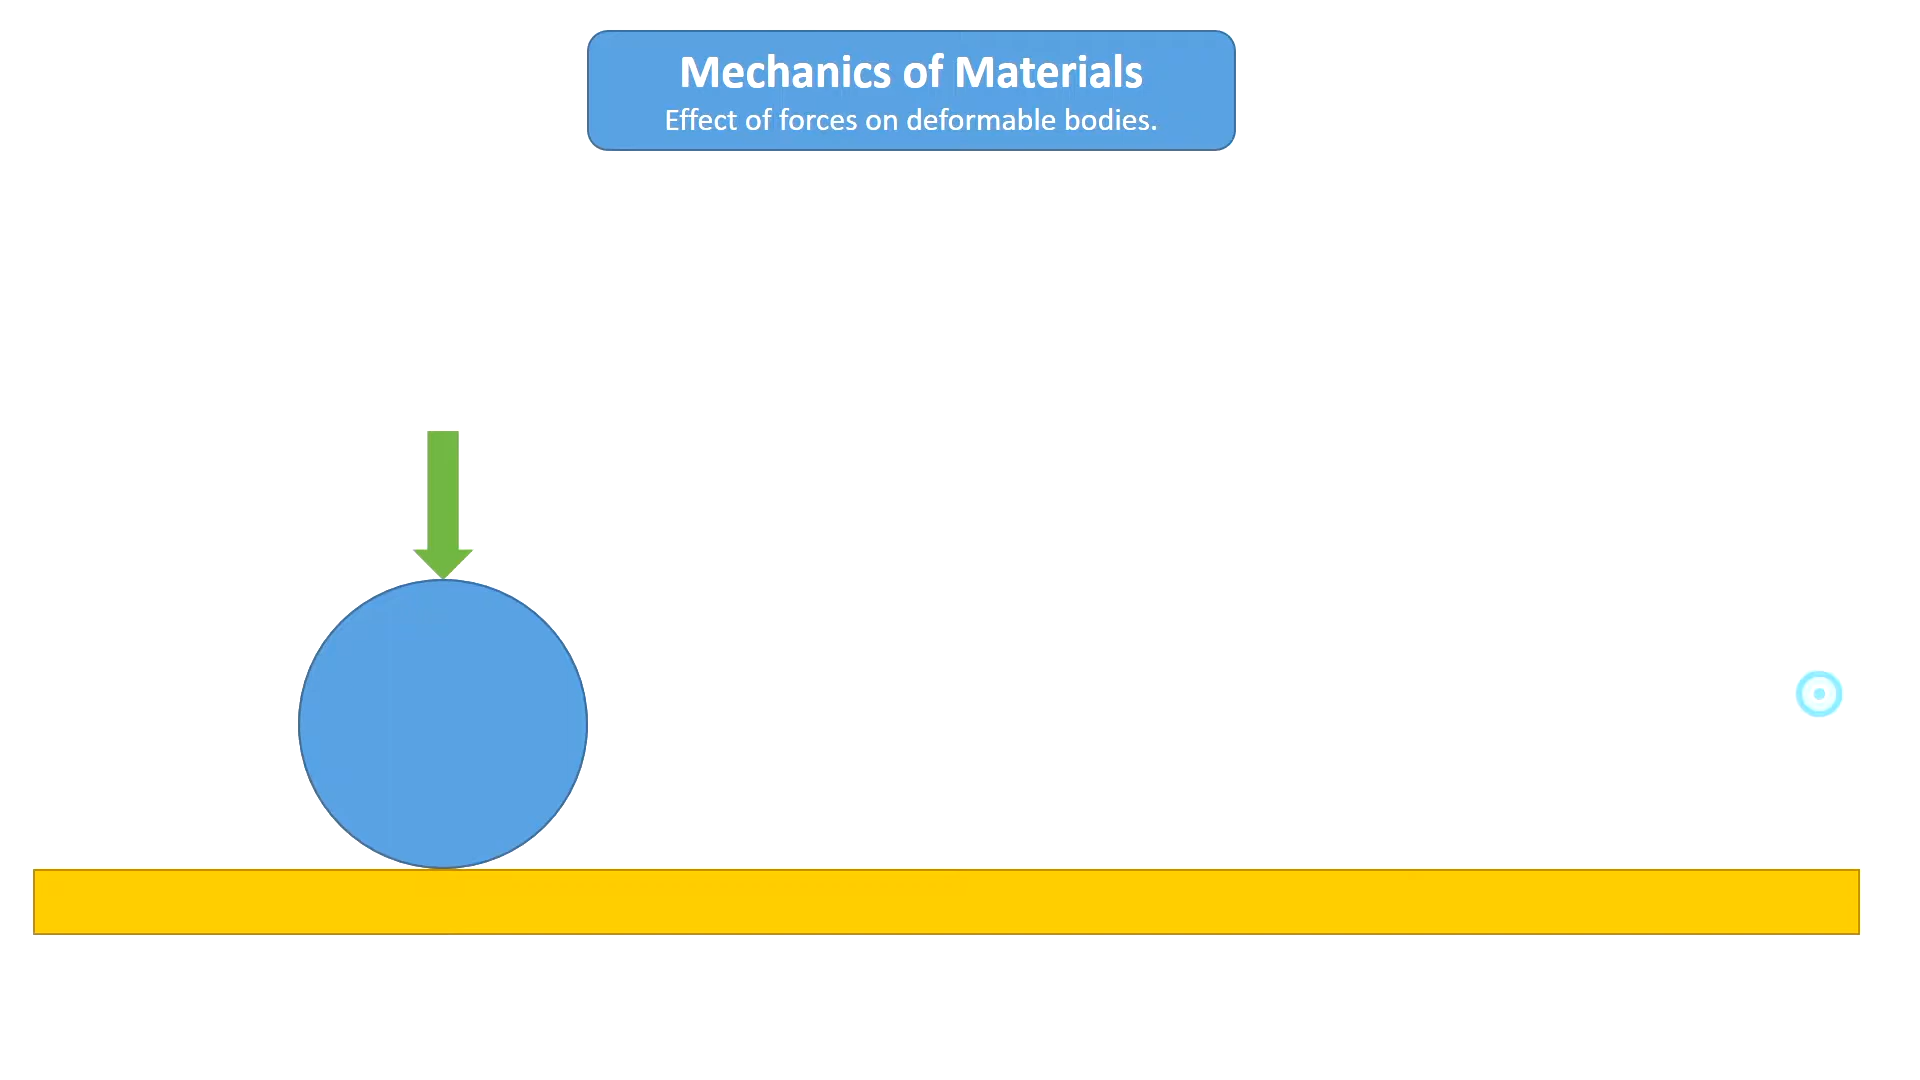 Mechanics of Materials
Effect of forces on deformable bodies.